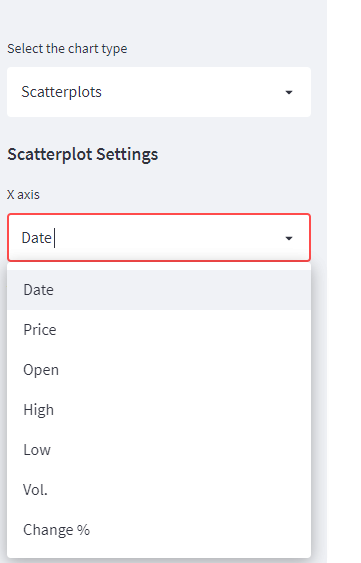 Select the chart type
Scatterplots
Scatterplot Settings
X axis
Date
Date
Price
Open
High
Low
Vol.
Change %